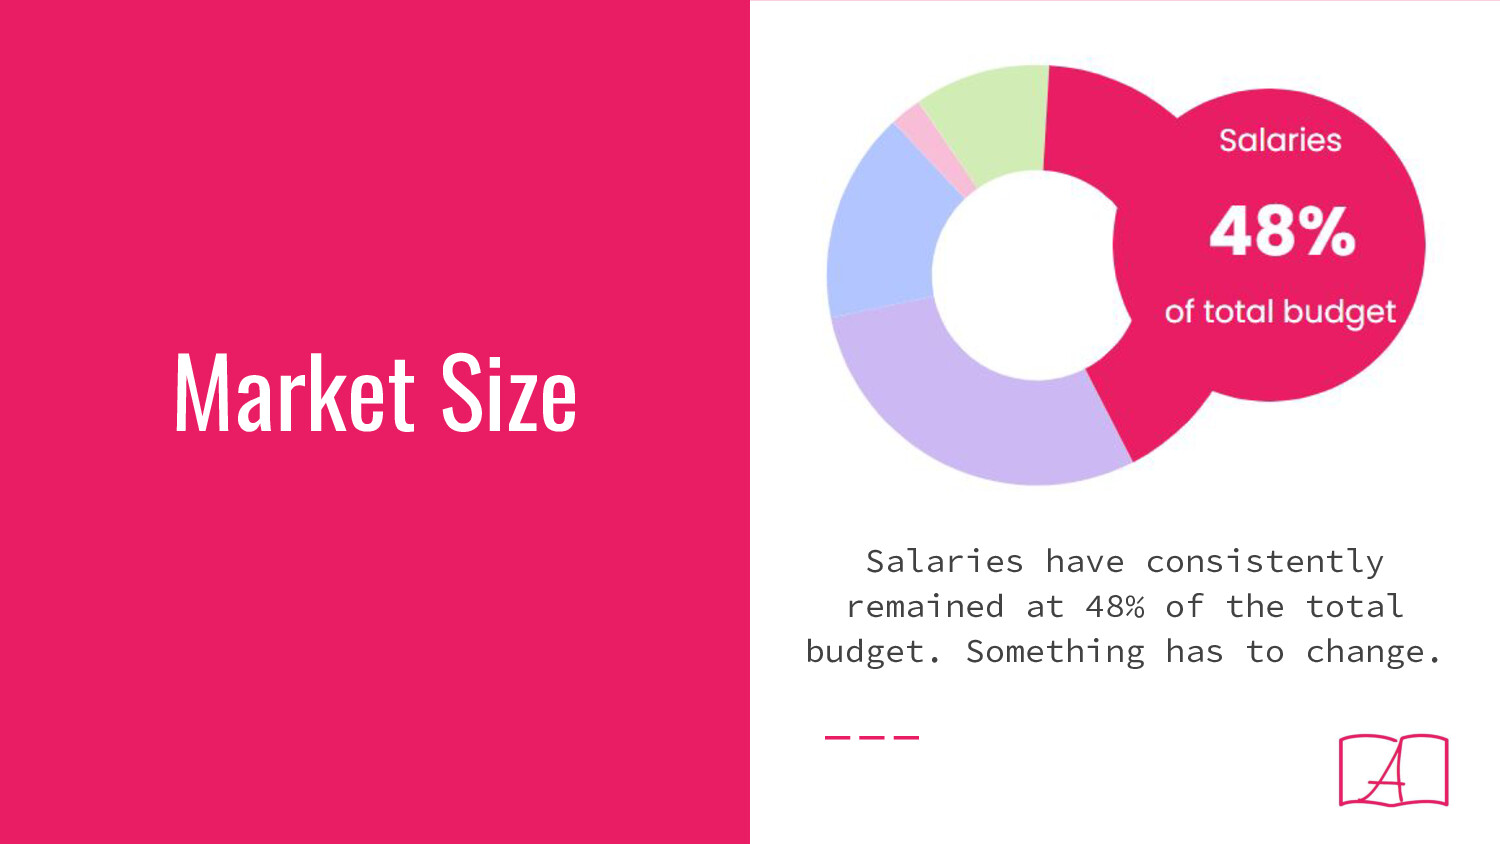 Market Size
Salaries
48%
of total budget
Salaries have consistently
remained at 48% of the total
budget. Something has to change.
A